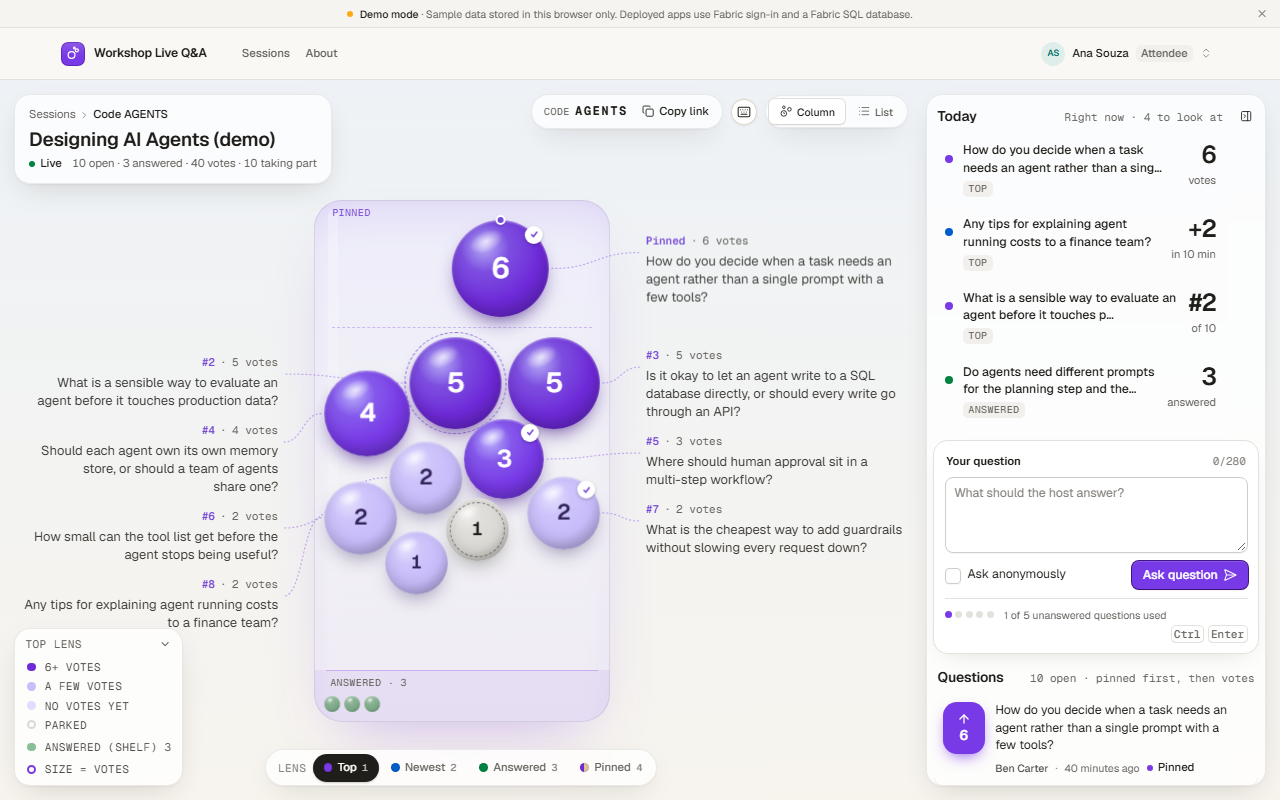 Demo mode · Sample data stored in this browser only. Deployed apps use Fabric sign-in and a Fabric SQL database.
Workshop Live Q&A
Sessions
About
AS
Ana Souza
Attendee
Sessions > Code AGENTS
Designing AI Agents (demo)
Live 10 open · 3 answered · 40 votes · 10 taking part
CODE AGENTS
Copy link
Column
List
PINNED
6
5
5
4
3
2
2
2
1
1
Pinned · 6 votes
How do you decide when a task needs an
agent rather than a single prompt with a
few tools?
#2 · 5 votes
What is a sensible way to evaluate an
agent before it touches production data?
#3 · 5 votes
Is it okay to let an agent write to a SQL
database directly, or should every write go
through an API?
#4 · 4 votes
Should each agent own its own memory
store, or should a team of agents
share one?
#5 · 3 votes
Where should human approval sit in a
multi-step workflow?
#6 · 2 votes
How small can the tool list get before the
agent stops being useful?
#7 · 2 votes
What is the cheapest way to add guardrails
without slowing every request down?
#8 · 2 votes
Any tips for explaining agent running costs
to a finance team?
ANSWERED · 3
TOP LENS
6+ VOTES
A FEW VOTES
NO VOTES YET
PARKED
ANSWERED (SHELF) 3
SIZE = VOTES
LENS
Top 1
Newest 2
Answered 3
Pinned 4
Today
Right now · 4 to look at
How do you decide when a task
needs an agent rather than a sing…
TOP
6
votes
Any tips for explaining agent
running costs to a finance team?
TOP
+2
in 10 min
What is a sensible way to evaluate an
agent before it touches p…
TOP
#2
of 10
Do agents need different prompts
for the planning step and the…
ANSWERED
3
answered
Your question
0/280
What should the host answer?
Ask anonymously
Ask question
1 of 5 unanswered questions used
Ctrl Enter
Questions
10 open · pinned first, then votes
6
How do you decide when a task needs an
agent rather than a single prompt with a
few tools?
Ben Carter · 40 minutes ago Pinned